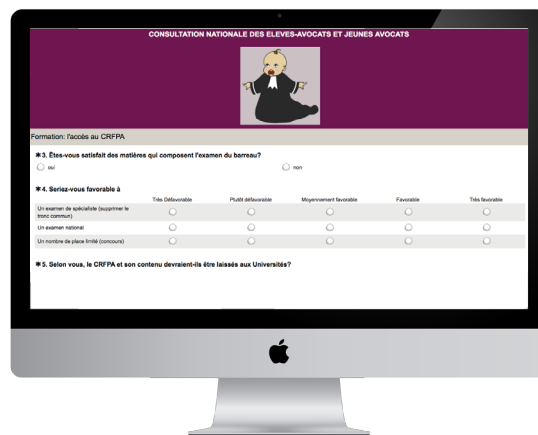 CONSULTATION NATIONALE DES ELEVES-AVOCATS ET JEUNES AVOCATS
Formation: l'accès au CRFPA
✱3. Êtes-vous satisfait des matières qui composent l'examen du barreau?
oui
non
✱4. Seriez-vous favorable à
Très Défavorable
Plutôt défavorable
Moyennement favorable
Favorable
Très favorable
Un examen de spécialiste (supprimer le
tronc commun)
Un examen national
Un nombre de place limité (concours)
✱5. Selon vous, le CRFPA et son contenu devraient-ils être laissés aux Universités?